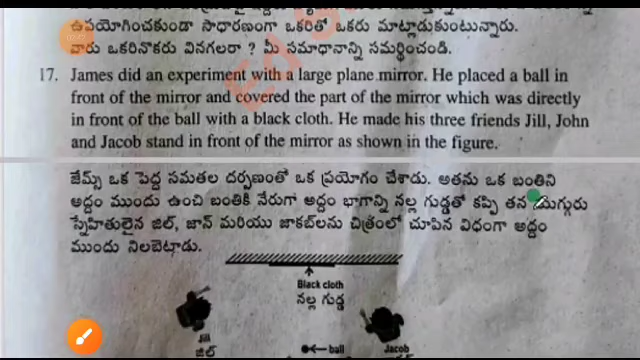 ఉపయోగించకుండా సాధారణంగా ఒకరితో ఒకరు మాట్లాడుకుంటున్నారు.
వారు ఒకరినొకరు వినగలరా ? మీ సమాధానాన్ని సమర్థించండి.
17. James did an experiment with a large plane mirror. He placed a ball in
front of the mirror and covered the part of the mirror which was directly
in front of the ball with a black cloth. He made his three friends Jill, John
and Jacob stand in front of the mirror as shown in the figure.
జేమ్స్ ఒక పెద్ద సమతల దర్పణంతో ఒక ప్రయోగం చేశాడు. అతను ఒక బంతిని
అద్దం ముందు ఉంచి బంతికి నేరుగా అద్దం భాగాన్ని నల్ల గుడ్డతో కప్పి తన ముగ్గురు
స్నేహితులైన జిల్, జాన్ మరియు జాకబ్‌లను చిత్రంలో చూపిన విధంగా అద్దం
ముందు నిలబెట్టాడు.
Black cloth
నల్ల గుడ్డ
Jill
జిల్
ball
Jacob